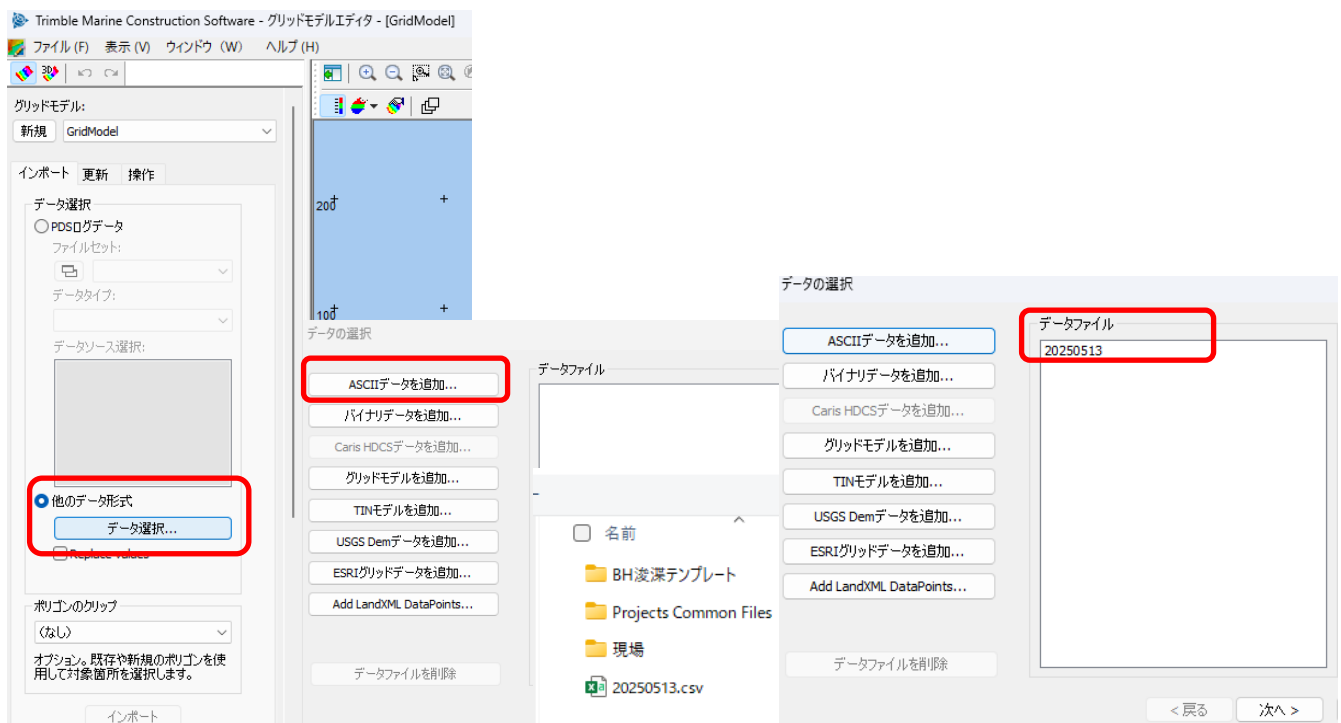 Trimble Marine Construction Software - グリッドモデルエディタ - [GridModel]
ファイル (F) 表示 (V) ウィンドウ (W) ヘルプ (H)
グリッドモデル:
新規 GridModel
インポート 更新 操作
データ選択
PDSログデータ
ファイルセット:
データタイプ:
データソース選択:
他のデータ形式
データ選択...
Replace values
ポリゴンのクリップ
(なし)
オプション。既存や新規のポリゴンを使
用して対象箇所を選択します。
インポート
200
100
データの選択
ASCIIデータを追加...
バイナリデータを追加...
Caris HDCSデータを追加...
グリッドモデルを追加...
TINモデルを追加...
USGS Demデータを追加...
ESRIグリッドデータを追加...
Add LandXML DataPoints...
データファイルを削除
データファイル
名前
BH浚渫テンプレート
Projects Common Files
現場
20250513.csv
データの選択
ASCIIデータを追加...
バイナリデータを追加...
Caris HDCSデータを追加...
グリッドモデルを追加...
TINモデルを追加...
USGS Demデータを追加...
ESRIグリッドデータを追加...
Add LandXML DataPoints...
データファイルを削除
データファイル
20250513
< 戻る 次へ >